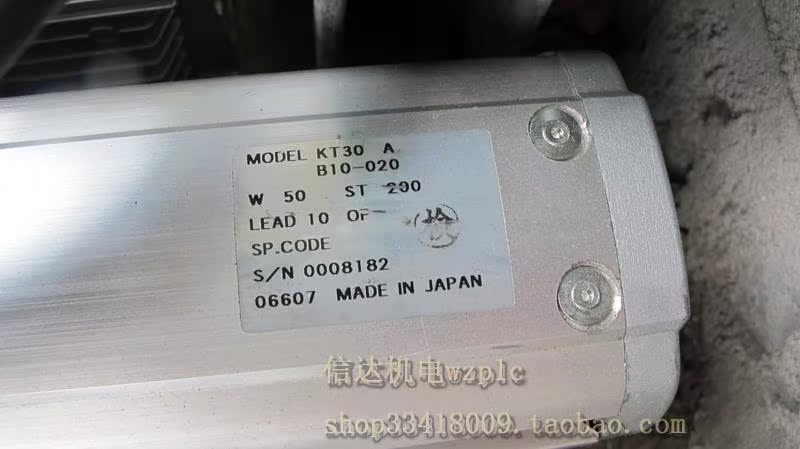 MODEL KT30 A
B10-020
W 50 ST 200
LEAD 10 OF
SP.CODE
S/N 0008182
06607 MADE IN JAPAN
信达机电wzplc
shop33418009.taobao.com